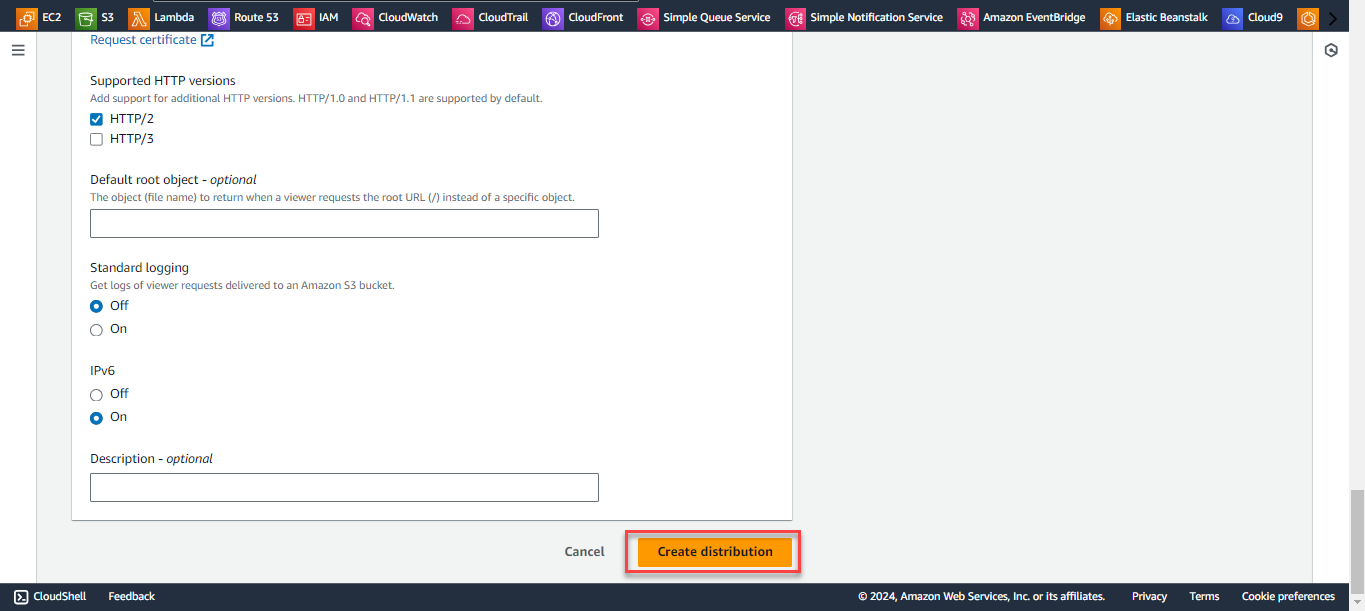 EC2 S3 Lambda Route 53 IAM CloudWatch CloudTrail CloudFront Simple Queue Service Simple Notification Service Amazon EventBridge Elastic Beanstalk Cloud9
Request certificate
Supported HTTP versions
Add support for additional HTTP versions. HTTP/1.0 and HTTP/1.1 are supported by default.
HTTP/2
HTTP/3
Default root object - optional
The object (file name) to return when a viewer requests the root URL (/) instead of a specific object.
Standard logging
Get logs of viewer requests delivered to an Amazon S3 bucket.
Off
On
IPv6
Off
On
Description - optional
Cancel Create distribution
CloudShell Feedback © 2024, Amazon Web Services, Inc. or its affiliates. Privacy Terms Cookie preferences